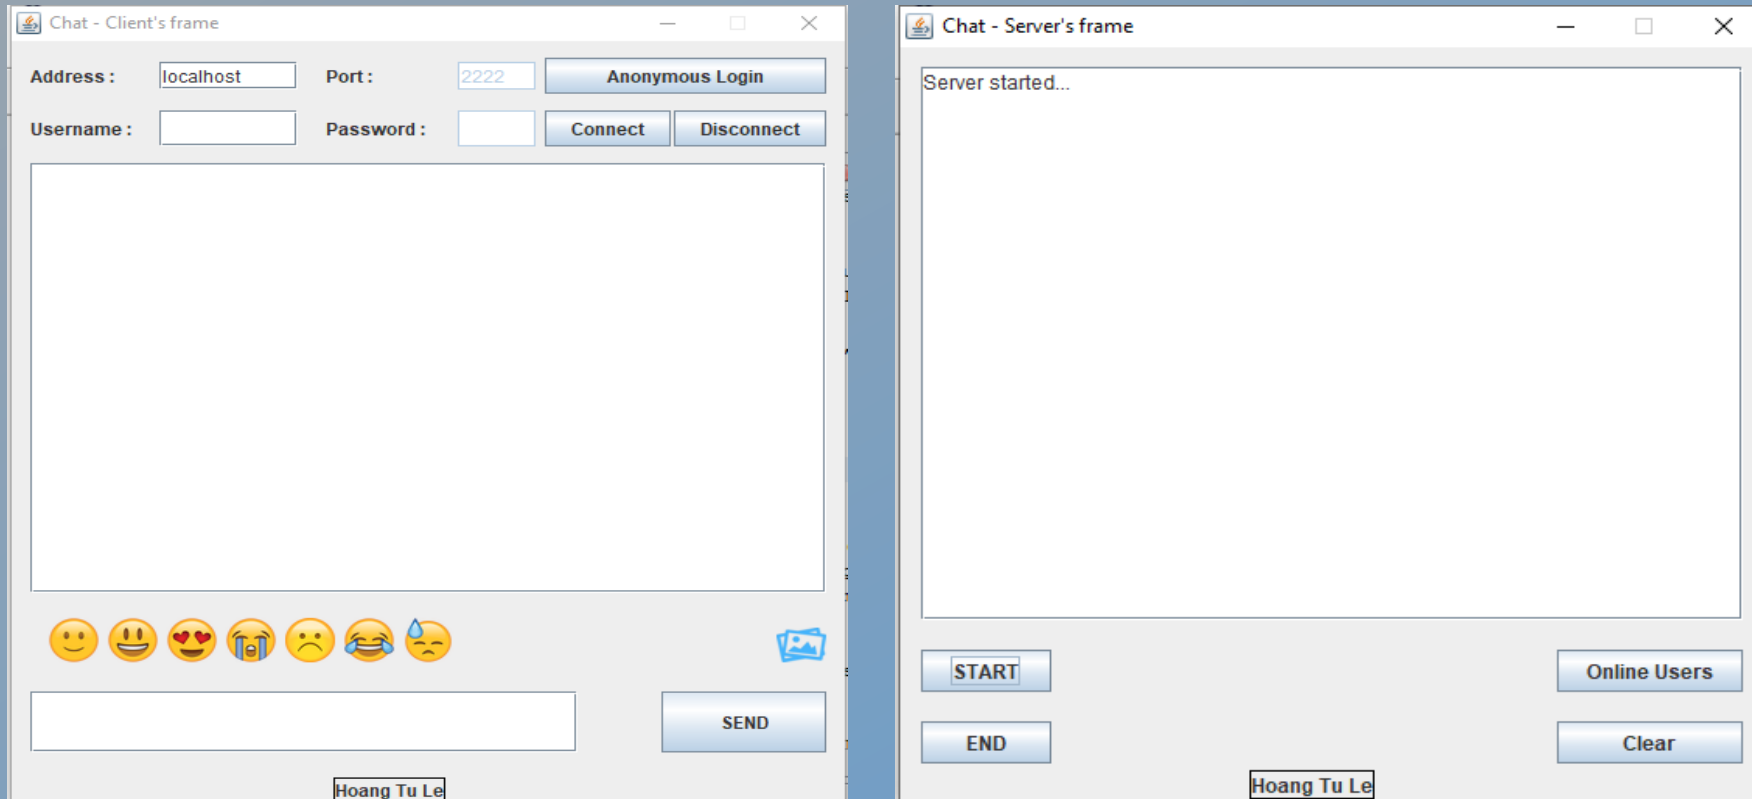 Chat - Client's frame
Address : localhost Port : 2222 Anonymous Login
Username : Password : Connect Disconnect
SEND
Hoang Tu Le
Chat - Server's frame
Server started...
START Online Users
END Clear
Hoang Tu Le